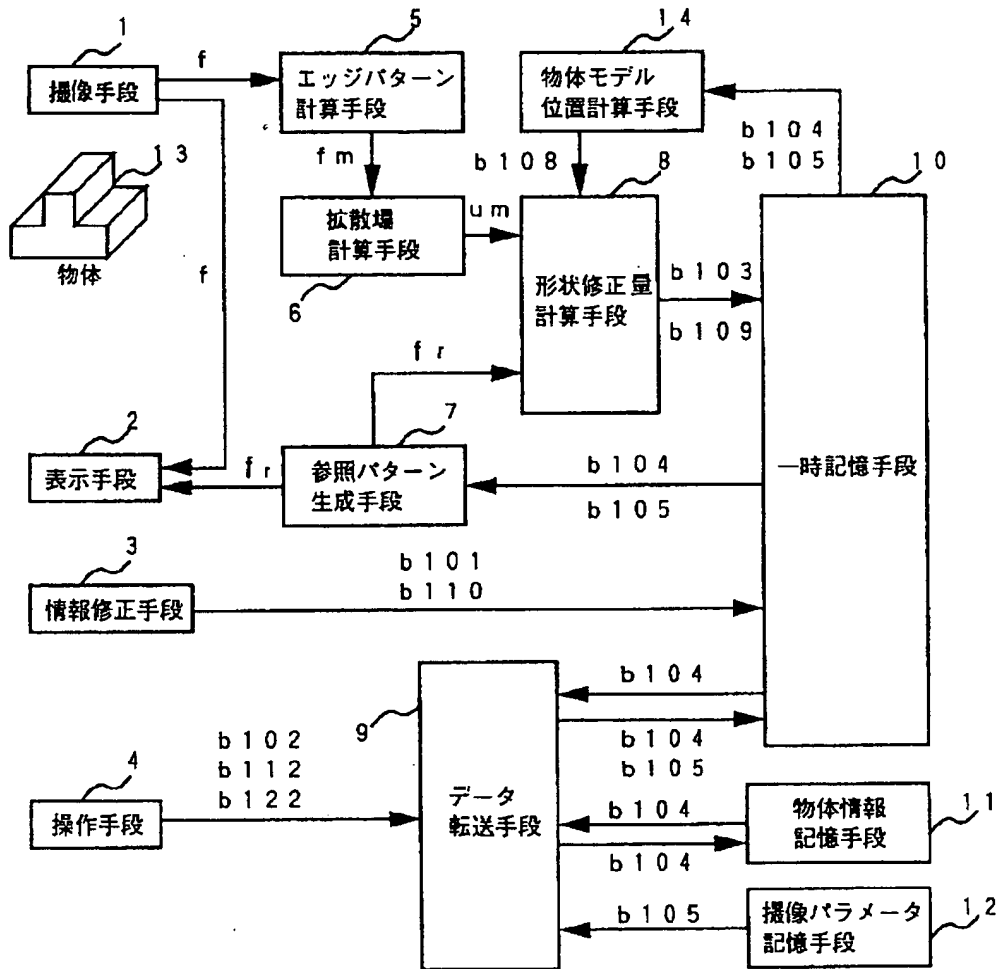 1
撮像手段
f
5
エッジパターン
計算手段
14
物体モデル
位置計算手段
b104
b105
10
13
物体
f
fm
b108
8
拡散場
計算手段
6
um
形状修正量
計算手段
b103
b109
一時記憶手段
fr
2
表示手段
fr
7
参照パターン
生成手段
b104
b105
3
情報修正手段
b101
b110
b104
9
b104
b105
4
操作手段
b102
b112
b122
データ
転送手段
b104
b104
物体情報
記憶手段
11
b105
撮像パラメータ
記憶手段
12